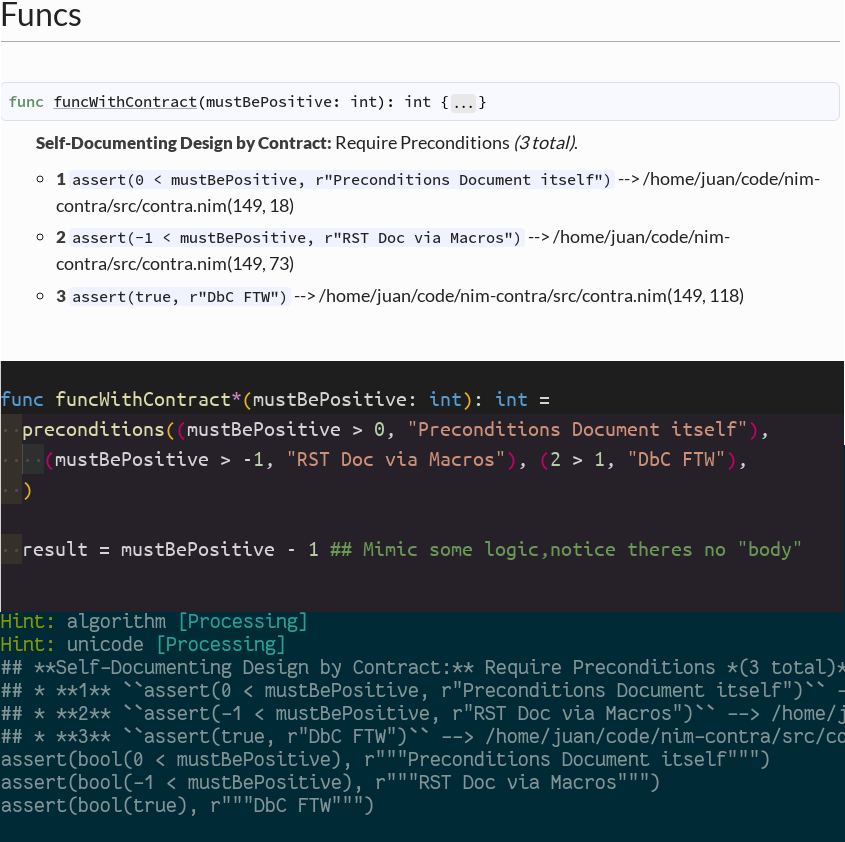 Funcs
func funcWithContract(mustBePositive: int): int {...}
Self-Documenting Design by Contract: Require Preconditions (3 total).
1 assert(0 < mustBePositive, r"Preconditions Document itself") --> /home/juan/code/nim-
contra/src/contra.nim(149, 18)
2 assert(-1 < mustBePositive, r"RST Doc via Macros") --> /home/juan/code/nim-
contra/src/contra.nim(149, 73)
3 assert(true, r"DbC FTW") --> /home/juan/code/nim-contra/src/contra.nim(149, 118)
func funcWithContract*(mustBePositive: int): int =
preconditions((mustBePositive > 0, "Preconditions Document itself"),
(mustBePositive > -1, "RST Doc via Macros"), (2 > 1, "DbC FTW"),
)
result = mustBePositive - 1 ## Mimic some logic,notice theres no "body"
Hint: algorithm [Processing]
Hint: unicode [Processing]
## **Self-Documenting Design by Contract:** Require Preconditions *(3 total)*
## * **1** ``assert(0 < mustBePositive, r"Preconditions Document itself")`` -
## * **2** ``assert(-1 < mustBePositive, r"RST Doc via Macros")`` --> /home/j
## * **3** ``assert(true, r"DbC FTW")`` --> /home/juan/code/nim-contra/src/co
assert(bool(0 < mustBePositive), r"""Preconditions Document itself""")
assert(bool(-1 < mustBePositive), r"""RST Doc via Macros""")
assert(bool(true), r"""DbC FTW""")